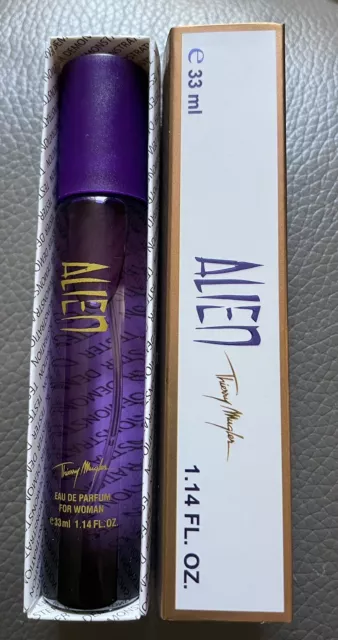 ALIEN
Thierry Mugler
EAU DE PARFUM
FOR WOMAN
e33ml 1.14 FL. OZ.
e 33 ml
ALIEN
Thierry Mugler
1.14 FL. OZ.